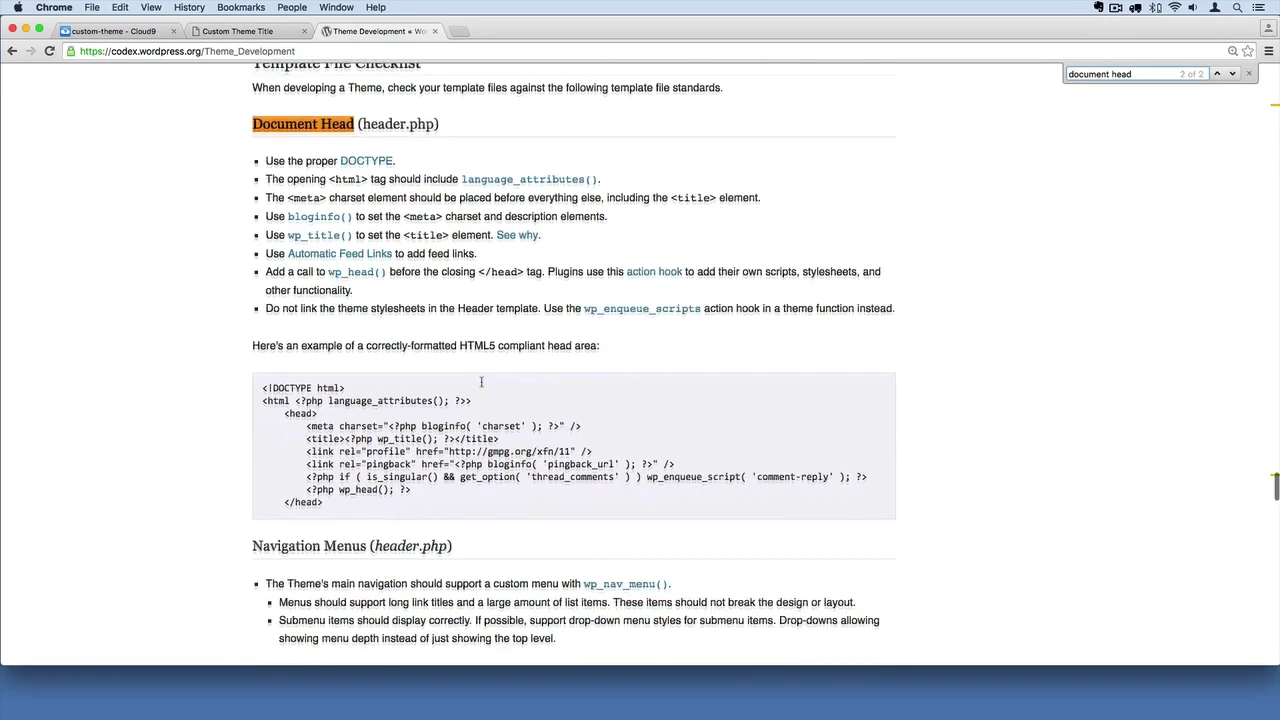 Chrome File Edit View History Bookmarks People Window Help
custom-theme - Cloud9 × Custom Theme Title × Theme Development « Wo ×
https://codex.wordpress.org/Theme_Development
document head 2 of 2
Template File Checklist
When developing a Theme, check your template files against the following template file standards.
Document Head (header.php)
Use the proper DOCTYPE.
The opening <html> tag should include language_attributes().
The <meta> charset element should be placed before everything else, including the <title> element.
Use bloginfo() to set the <meta> charset and description elements.
Use wp_title() to set the <title> element. See why.
Use Automatic Feed Links to add feed links.
Add a call to wp_head() before the closing </head> tag. Plugins use this action hook to add their own scripts, stylesheets, and
other functionality.
Do not link the theme stylesheets in the Header template. Use the wp_enqueue_scripts action hook in a theme function instead.
Here's an example of a correctly-formatted HTML5 compliant head area:
<!DOCTYPE html>
<html <?php language_attributes(); ?>>
<head>
<meta charset="<?php bloginfo( 'charset' ); ?>" />
<title><?php wp_title(); ?></title>
<link rel="profile" href="http://gmpg.org/xfn/11" />
<link rel="pingback" href="<?php bloginfo( 'pingback_url' ); ?>" />
<?php if ( is_singular() && get_option( 'thread_comments' ) ) wp_enqueue_script( 'comment-reply' ); ?>
<?php wp_head(); ?>
</head>
Navigation Menus (header.php)
The Theme's main navigation should support a custom menu with wp_nav_menu().
Menus should support long link titles and a large amount of list items. These items should not break the design or layout.
Submenu items should display correctly. If possible, support drop-down menu styles for submenu items. Drop-downs allowing
showing menu depth instead of just showing the top level.